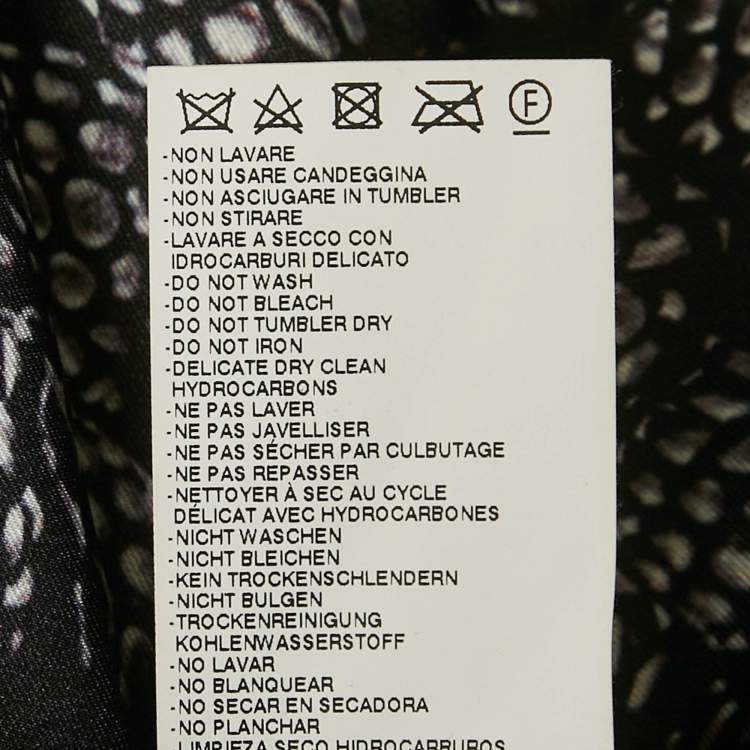 F
-NON LAVARE
-NON USARE CANDEGGINA
-NON ASCIUGARE IN TUMBLER
-NON STIRARE
-LAVARE A SECCO CON
IDROCARBURI DELICATO
-DO NOT WASH
-DO NOT BLEACH
-DO NOT TUMBLER DRY
-DO NOT IRON
-DELICATE DRY CLEAN
HYDROCARBONS
-NE PAS LAVER
-NE PAS JAVELLISER
-NE PAS SÉCHER PAR CULBUTAGE
-NE PAS REPASSER
-NETTOYER À SEC AU CYCLE
DÉLICAT AVEC HYDROCARBONES
-NICHT WASCHEN
-NICHT BLEICHEN
-KEIN TROCKENSCHLENDERN
-NICHT BULGEN
-TROCKENREINIGUNG
KOHLENWASSERSTOFF
-NO LAVAR
-NO BLANQUEAR
-NO SECAR EN SECADORA
-NO PLANCHAR
-LIMPIEZA SECO HIDROCARBUROS